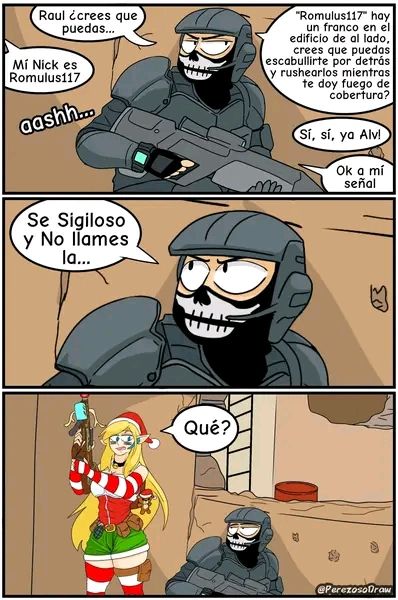 Raul ¿crees que
puedas...
Mí Nick es
Romulus117
aashh...
"Romulus117" hay
un franco en el
edificio de al lado,
crees que puedas
escabullirte por detrás
y rushearlos mientras
te doy fuego de
cobertura?
Sí, sí, ya Alv!
Ok a mí
señal
Se Sigiloso
y No llames
la...
Qué?
@PerezosoDraw